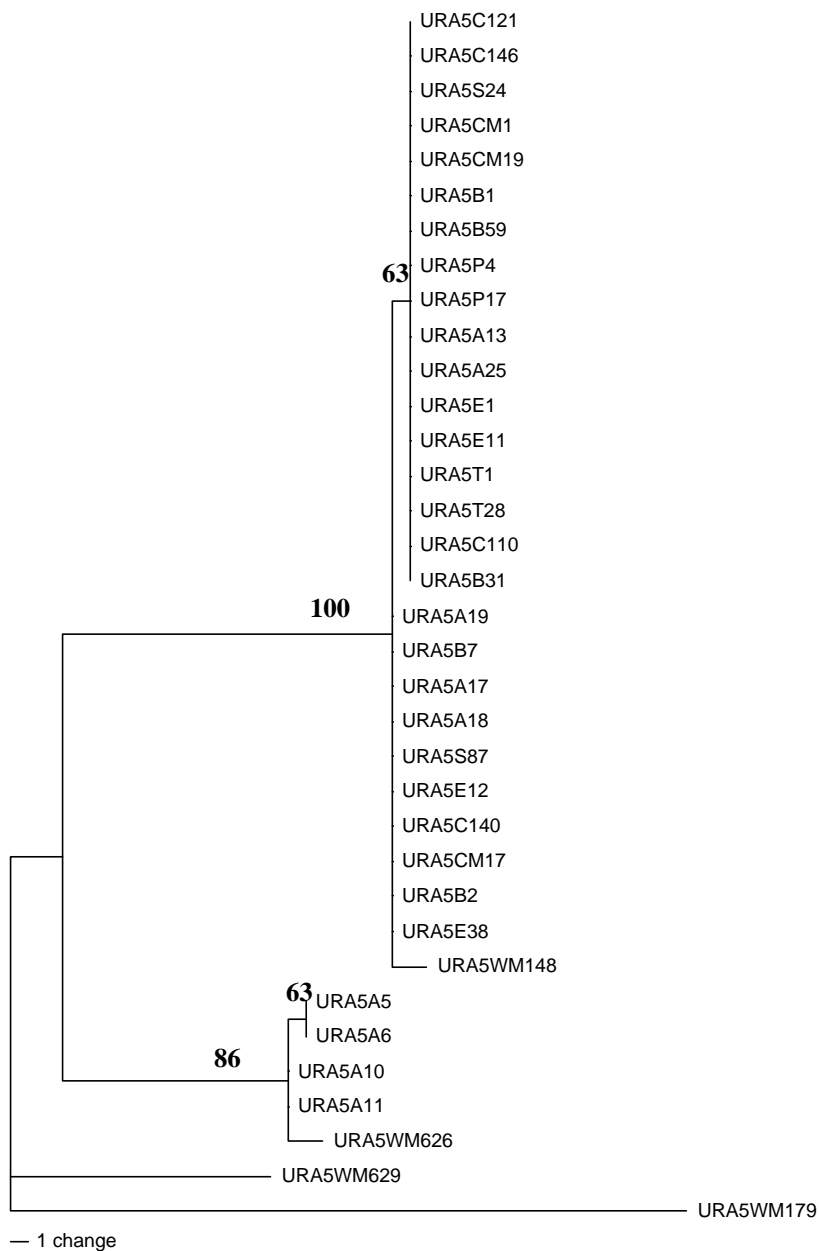 URA5C121
URA5C146
URA5S24
URA5CM1
URA5CM19
URA5B1
URA5B59
URA5P4
63
URA5P17
URA5A13
URA5A25
URA5E1
URA5E11
URA5T1
URA5T28
URA5C110
URA5B31
100
URA5A19
URA5B7
URA5A17
URA5A18
URA5S87
URA5E12
URA5C140
URA5CM17
URA5B2
URA5E38
URA5WM148
63
URA5A5
URA5A6
86
URA5A10
URA5A11
URA5WM626
URA5WM629
URA5WM179
1 change